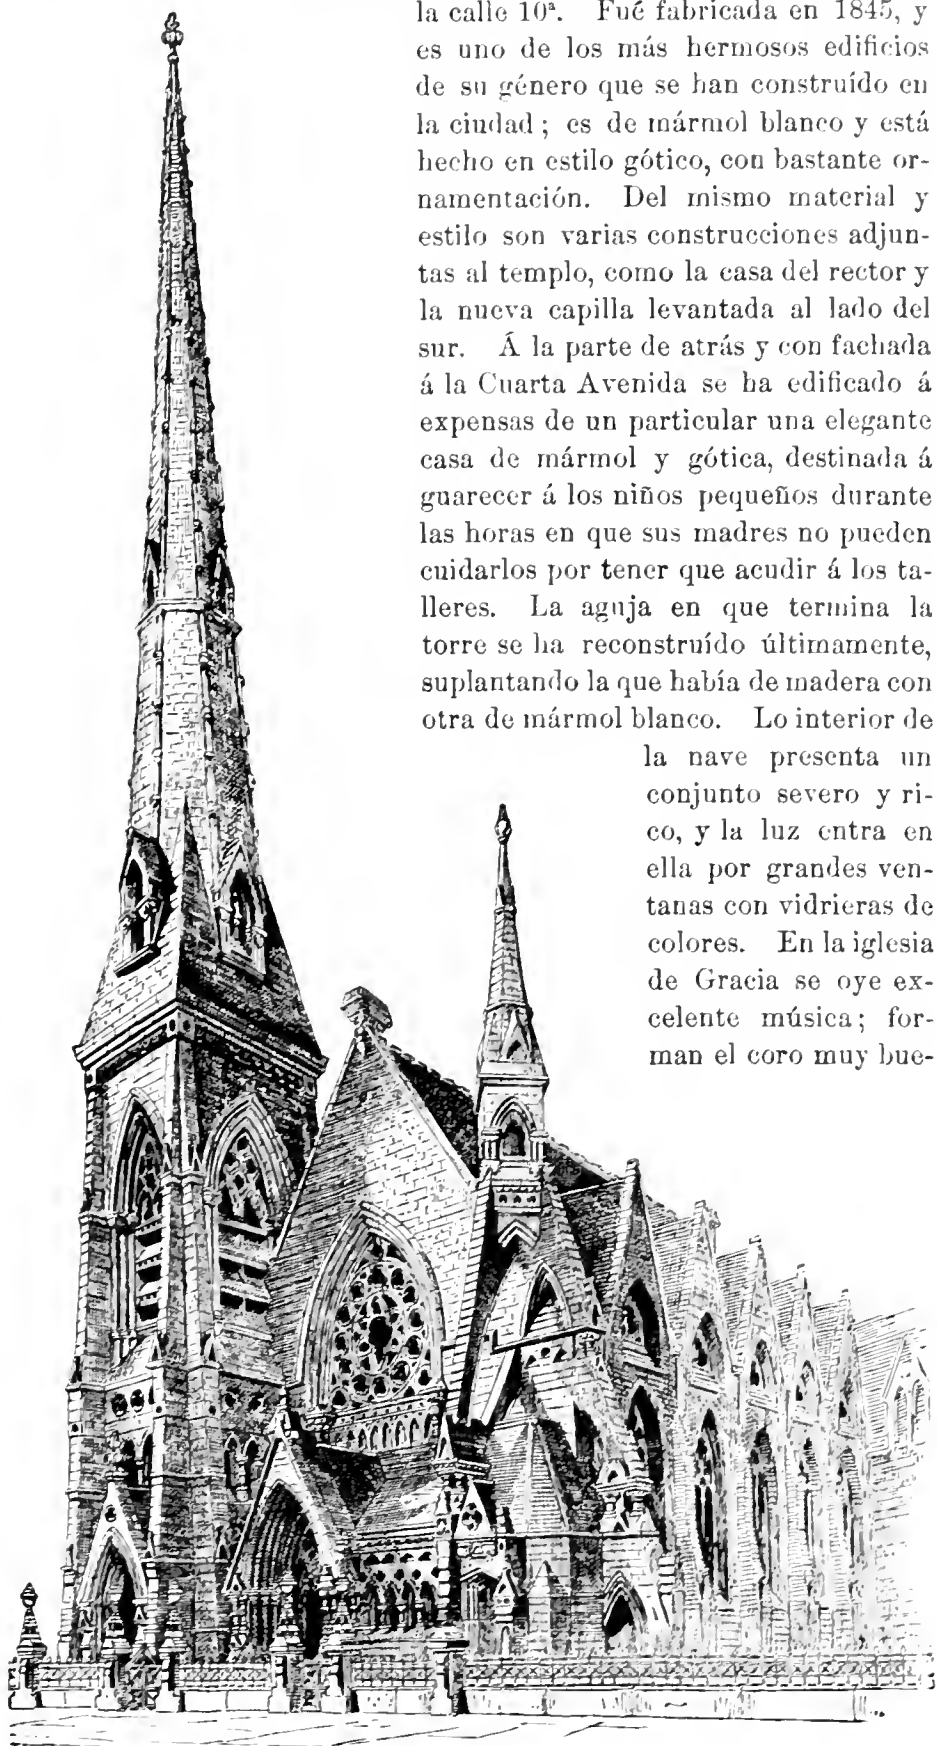 la calle 10ª. Fué fabricada en 1845, y
es uno de los más hermosos edificios
de su género que se han construído en
la ciudad; es de mármol blanco y está
hecho en estilo gótico, con bastante or-
namentación. Del mismo material y
estilo son varias construcciones adjun-
tas al templo, como la casa del rector y
la nueva capilla levantada al lado del
sur. Á la parte de atrás y con fachada
á la Cuarta Avenida se ha edificado á
expensas de un particular una elegante
casa de mármol y gótica, destinada á
guarecer á los niños pequeños durante
las horas en que sus madres no pueden
cuidarlos por tener que acudir á los ta-
lleres. La aguja en que termina la
torre se ha reconstruído últimamente,
suplantando la que había de madera con
otra de mármol blanco. Lo interior de
la nave presenta un
conjunto severo y ri-
co, y la luz entra en
ella por grandes ven-
tanas con vidrieras de
colores. En la iglesia
de Gracia se oye ex-
celente música; for-
man el coro muy bue-